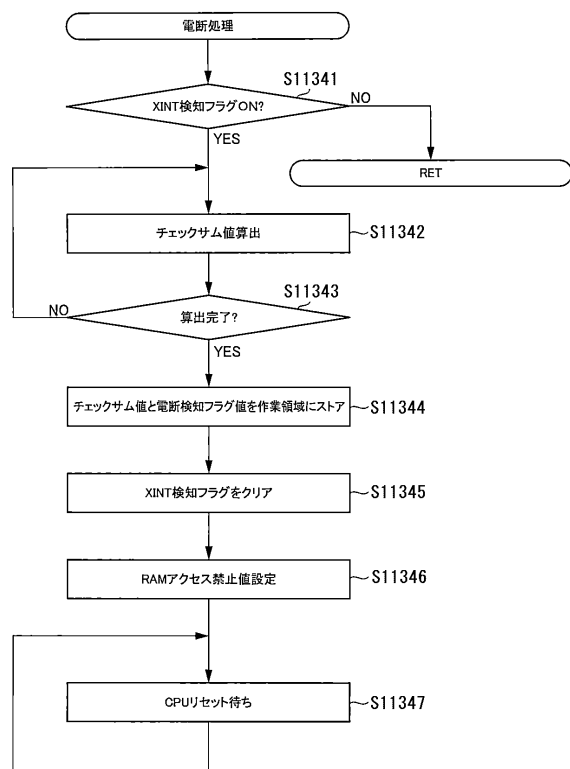 電断処理
S11341
XINT検知フラグON?
NO
YES
RET
チェックサム値算出
S11342
S11343
NO
算出完了?
YES
チェックサム値と電断検知フラグ値を作業領域にストア
S11344
XINT検知フラグをクリア
S11345
RAMアクセス禁止値設定
S11346
CPUリセット待ち
S11347